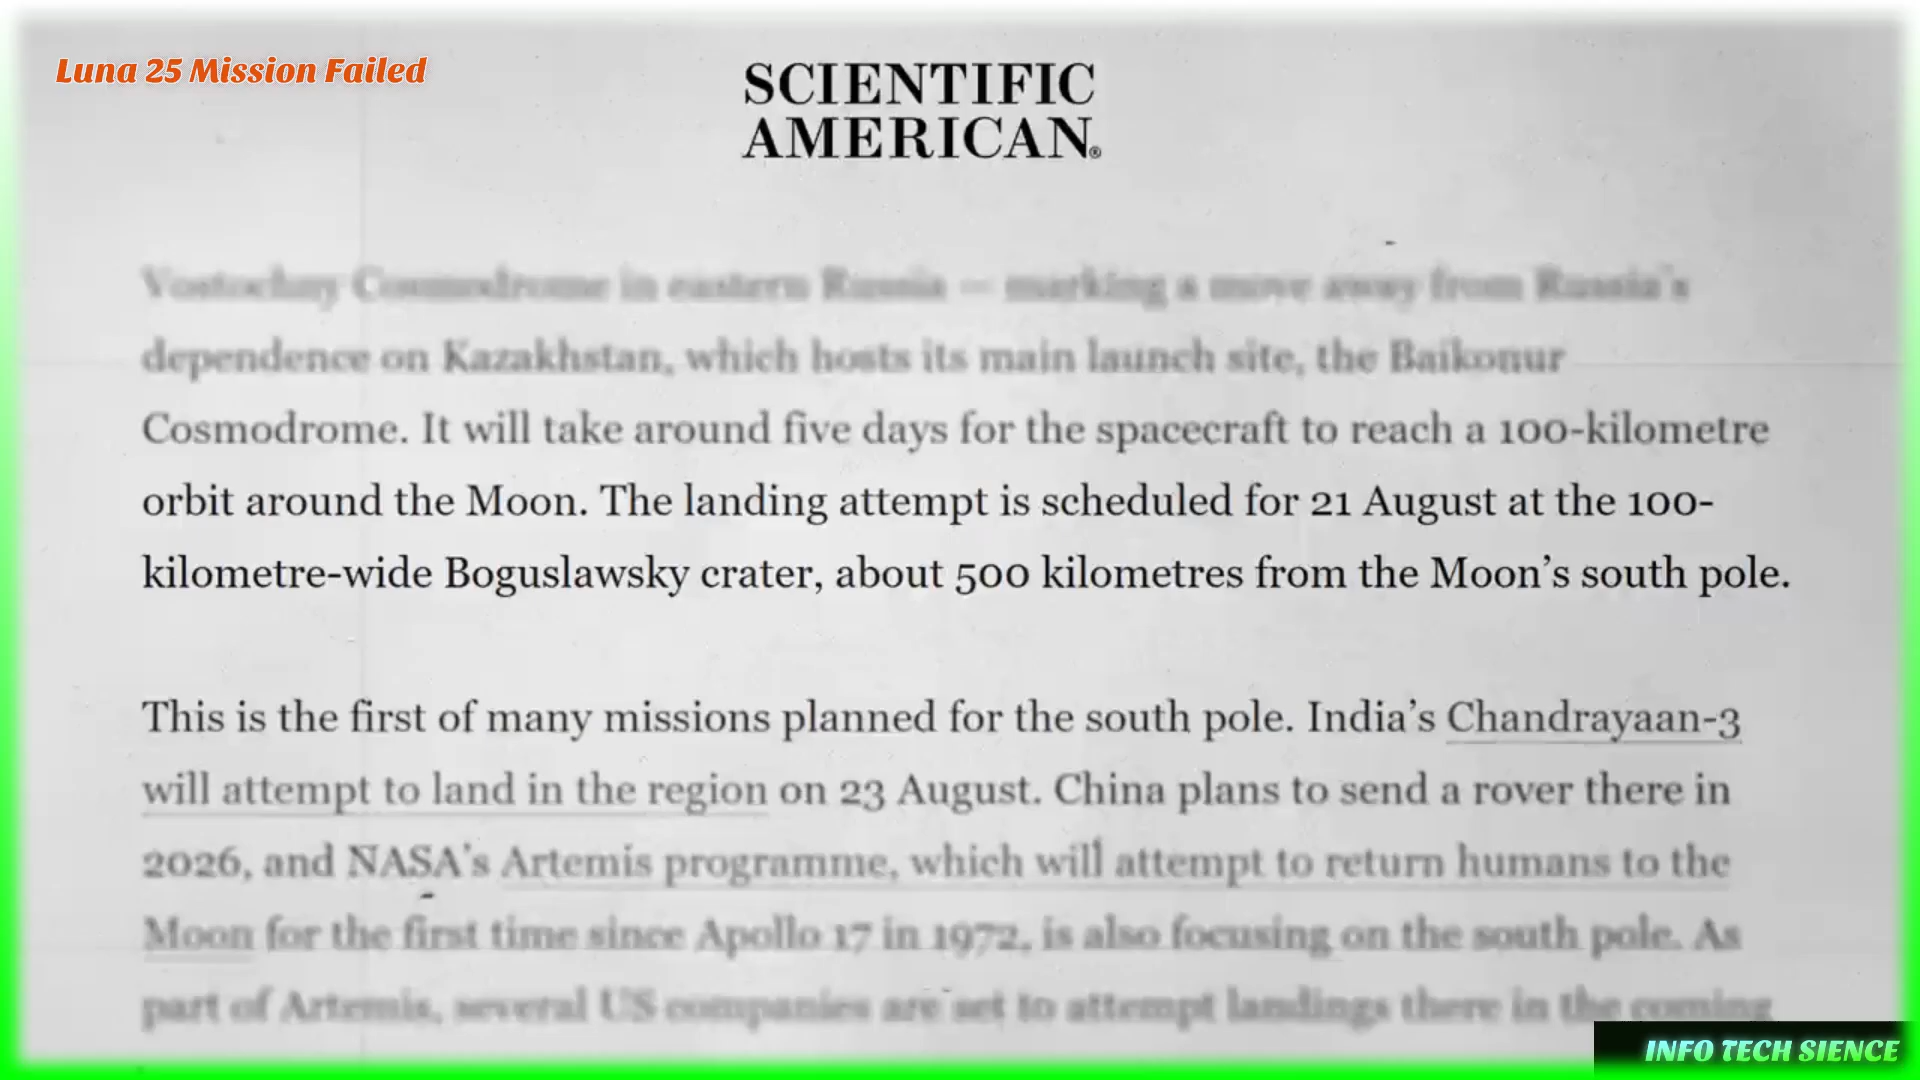 Luna 25 Mission Failed
SCIENTIFIC
AMERICAN®
Vostochny Cosmodrome in eastern Russia — marking a move away from Russia's
dependence on Kazakhstan, which hosts its main launch site, the Baikonur
Cosmodrome. It will take around five days for the spacecraft to reach a 100-kilometre
orbit around the Moon. The landing attempt is scheduled for 21 August at the 100-
kilometre-wide Boguslawsky crater, about 500 kilometres from the Moon’s south pole.
This is the first of many missions planned for the south pole. India’s Chandrayaan-3
will attempt to land in the region on 23 August. China plans to send a rover there in
2026, and NASA’s Artemis programme, which will attempt to return humans to the
Moon for the first time since Apollo 17 in 1972, is also focusing on the south pole. As
part of Artemis, several US companies are set to attempt landings there in the coming
INFO TECH SIENCE